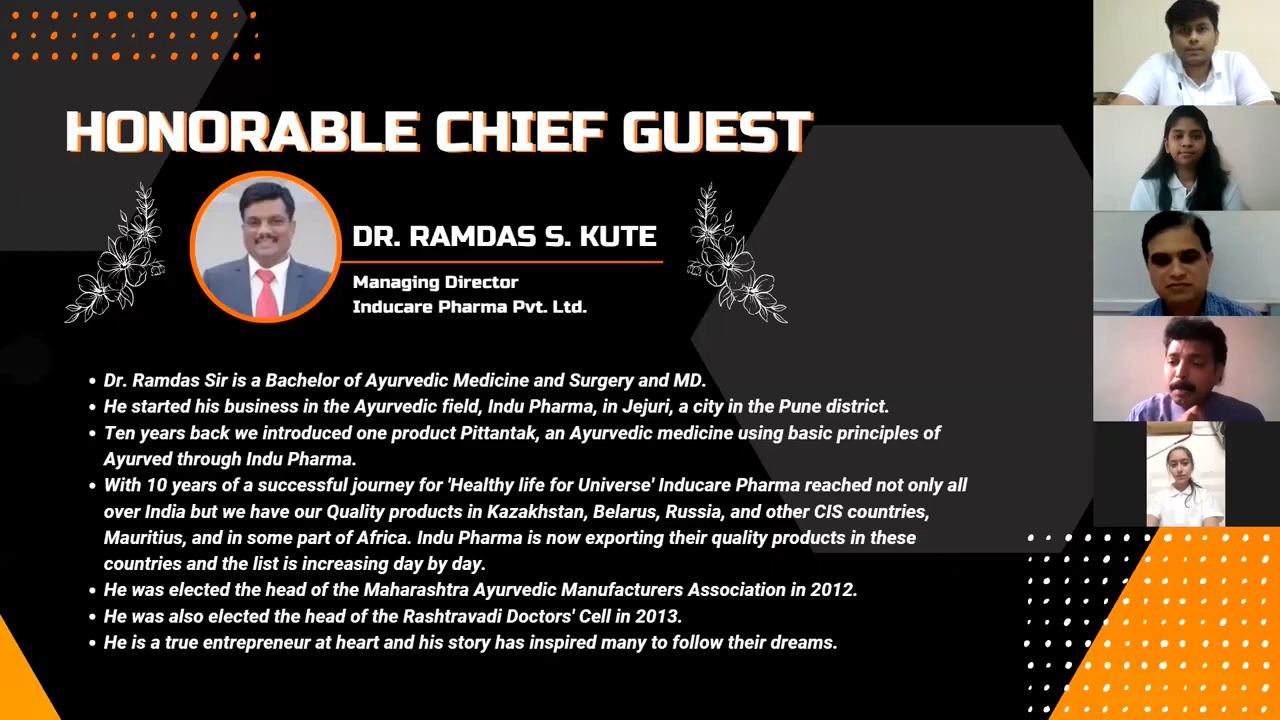 HONORABLE CHIEF GUEST
DR. RAMDAS S. KUTE
Managing Director
Inducare Pharma Pvt. Ltd.
• Dr. Ramdas Sir is a Bachelor of Ayurvedic Medicine and Surgery and MD.
• He started his business in the Ayurvedic field, Indu Pharma, in Jejuri, a city in the Pune district.
• Ten years back we introduced one product Pittantak, an Ayurvedic medicine using basic principles of
Ayurved through Indu Pharma.
• With 10 years of a successful journey for 'Healthy life for Universe' Inducare Pharma reached not only all
over India but we have our Quality products in Kazakhstan, Belarus, Russia, and other CIS countries,
Mauritius, and in some part of Africa. Indu Pharma is now exporting their quality products in these
countries and the list is increasing day by day.
• He was elected the head of the Maharashtra Ayurvedic Manufacturers Association in 2012.
• He was also elected the head of the Rashtravadi Doctors' Cell in 2013.
• He is a true entrepreneur at heart and his story has inspired many to follow their dreams.